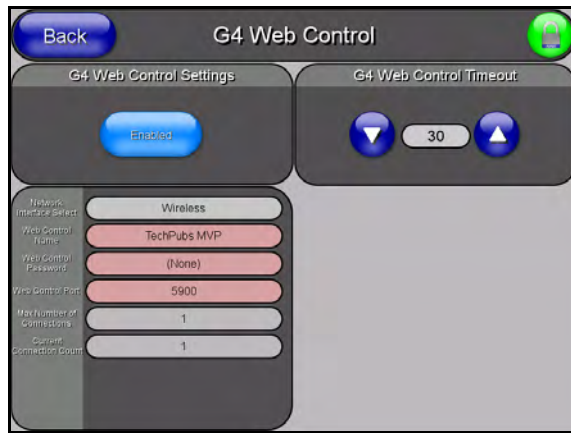 Back
G4 Web Control
G4 Web Control Settings
Enabled
G4 Web Control Timeout
30
Network
Interface Select
Wireless
Web Control
Name
TechPubs MVP
Web Control
Password
(None)
Web Control Port
5900
Max Number of
Connections
1
Current
Connection Count
1